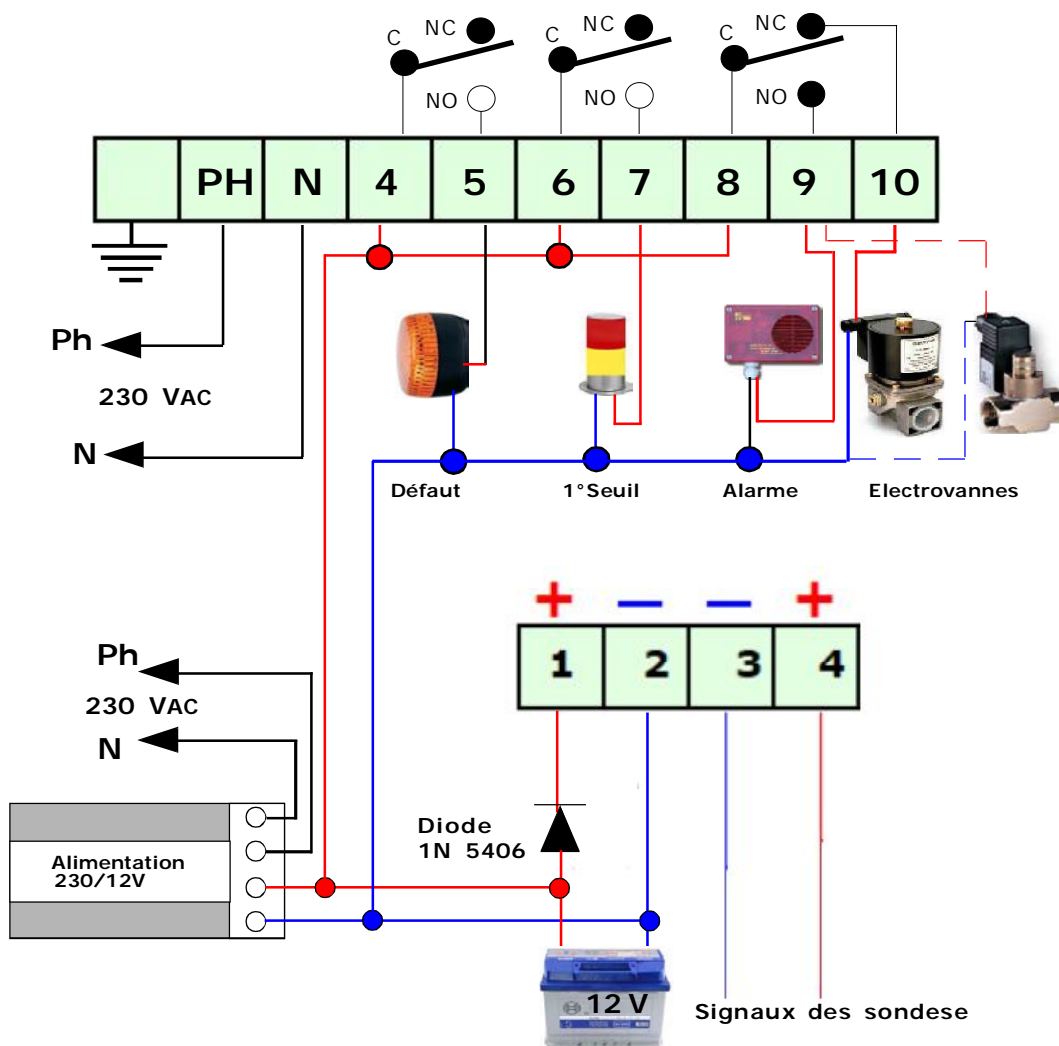 C NC C NC C NC
NO NO NO
PH N 4 5 6 7 8 9 10
Ph
230 VAC
N
Défaut 1°Seuil Alarme Electrovannes
+ — — +
1 2 3 4
Ph
230 VAC
N
Diode
1N 5406
Alimentation
230/12V
12 V
Signaux des sondese